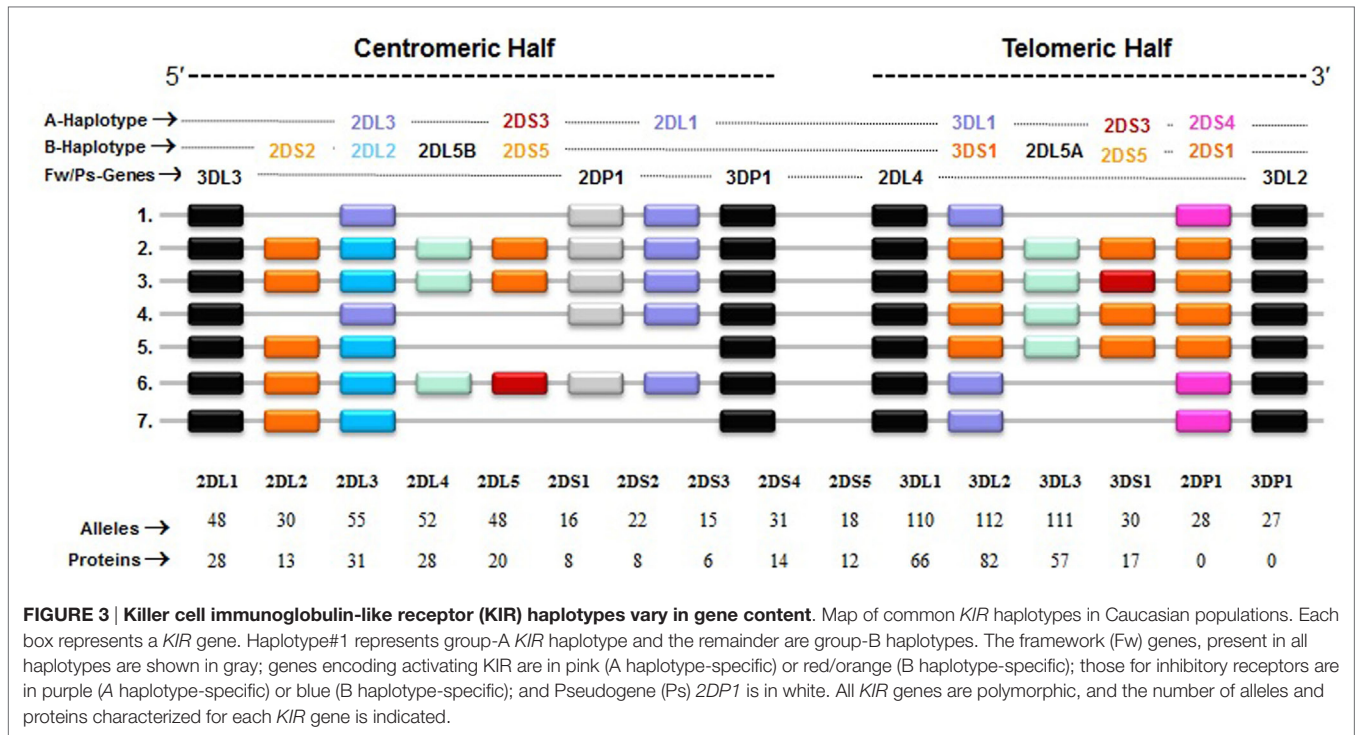 Centromeric Half Telomeric Half
5′ 3′
A-Haptotype → 2DL3 2DS3 2DL1 3DL1 2DS3 2DS4
B-Haptotype → 2DS2 2DL2 2DL5B 2DS5 3DS1 2DL5A 2DS5 2DS1
Fw/Ps-Genes → 3DL3 2DP1 3DP1 2DL4 3DL2
1.
2.
3.
4.
5.
6.
7.
2DL1 2DL2 2DL3 2DL4 2DL5 2DS1 2DS2 2DS3 2DS4 2DS5 3DL1 3DL2 3DL3 3DS1 2DP1 3DP1
Alleles → 48 30 55 52 48 16 22 15 31 18 110 112 111 30 28 27
Proteins → 28 13 31 28 20 8 8 6 14 12 66 82 57 17 0 0
FIGURE 3 | Killer cell immunoglobulin-like receptor (KIR) haplotypes vary in gene content. Map of common KIR haplotypes in Caucasian populations. Each
box represents a KIR gene. Haplotype#1 represents group-A KIR haplotype and the remainder are group-B haplotypes. The framework (Fw) genes, present in all
haplotypes are shown in gray; genes encoding activating KIR are in pink (A haplotype-specific) or red/orange (B haplotype-specific); those for inhibitory receptors are
in purple (A haplotype-specific) or blue (B haplotype-specific); and Pseudogene (Ps) 2DP1 is in white. All KIR genes are polymorphic, and the number of alleles and
proteins characterized for each KIR gene is indicated.